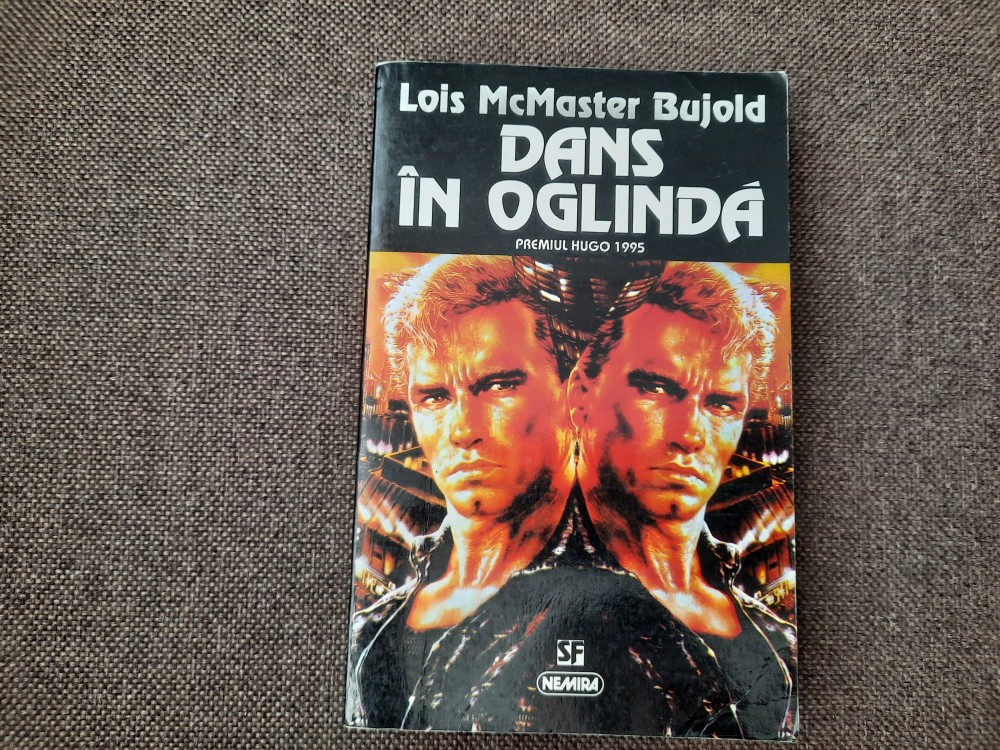 Lois McMaster Bujold
DANS
ÎN OGLINDĂ
PREMIUL HUGO 1995
SF
NEMIRA